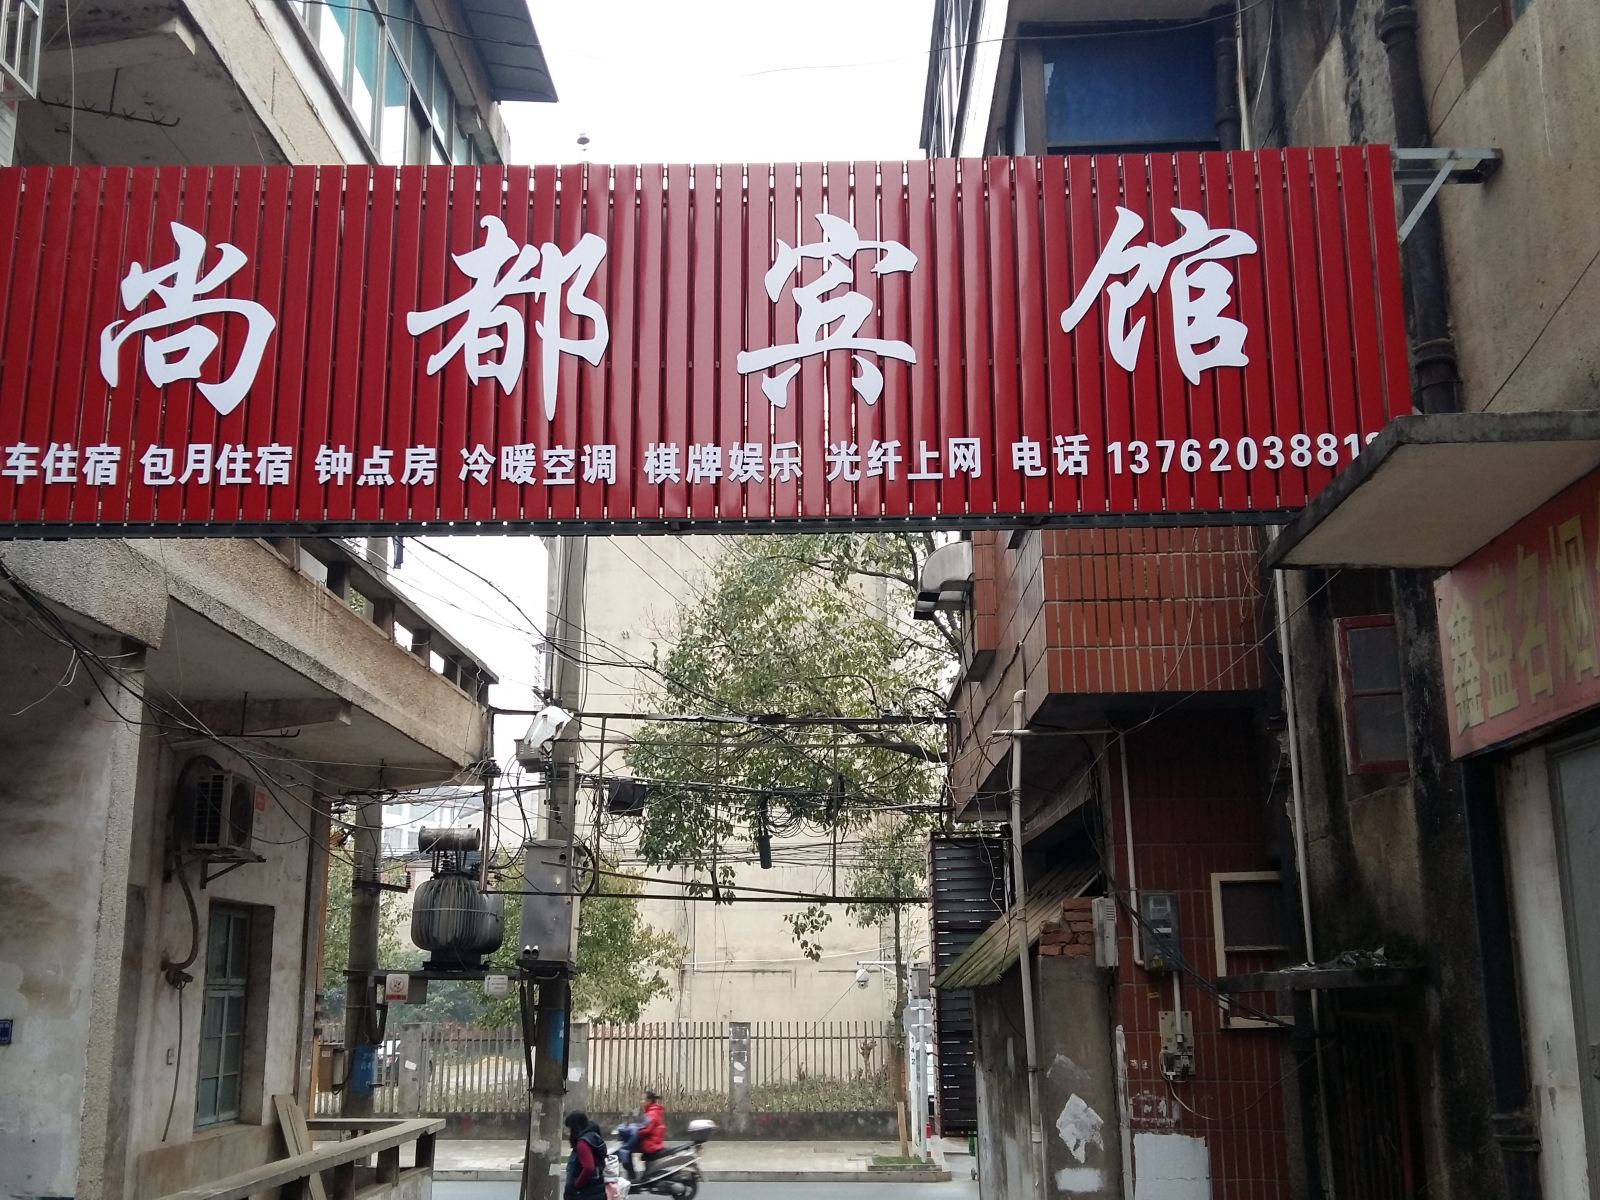 尚都宾馆
车住宿 包月住宿 钟点房 冷暖空调 棋牌娱乐 光纤上网 电话 1376203881
鑫盛名烟